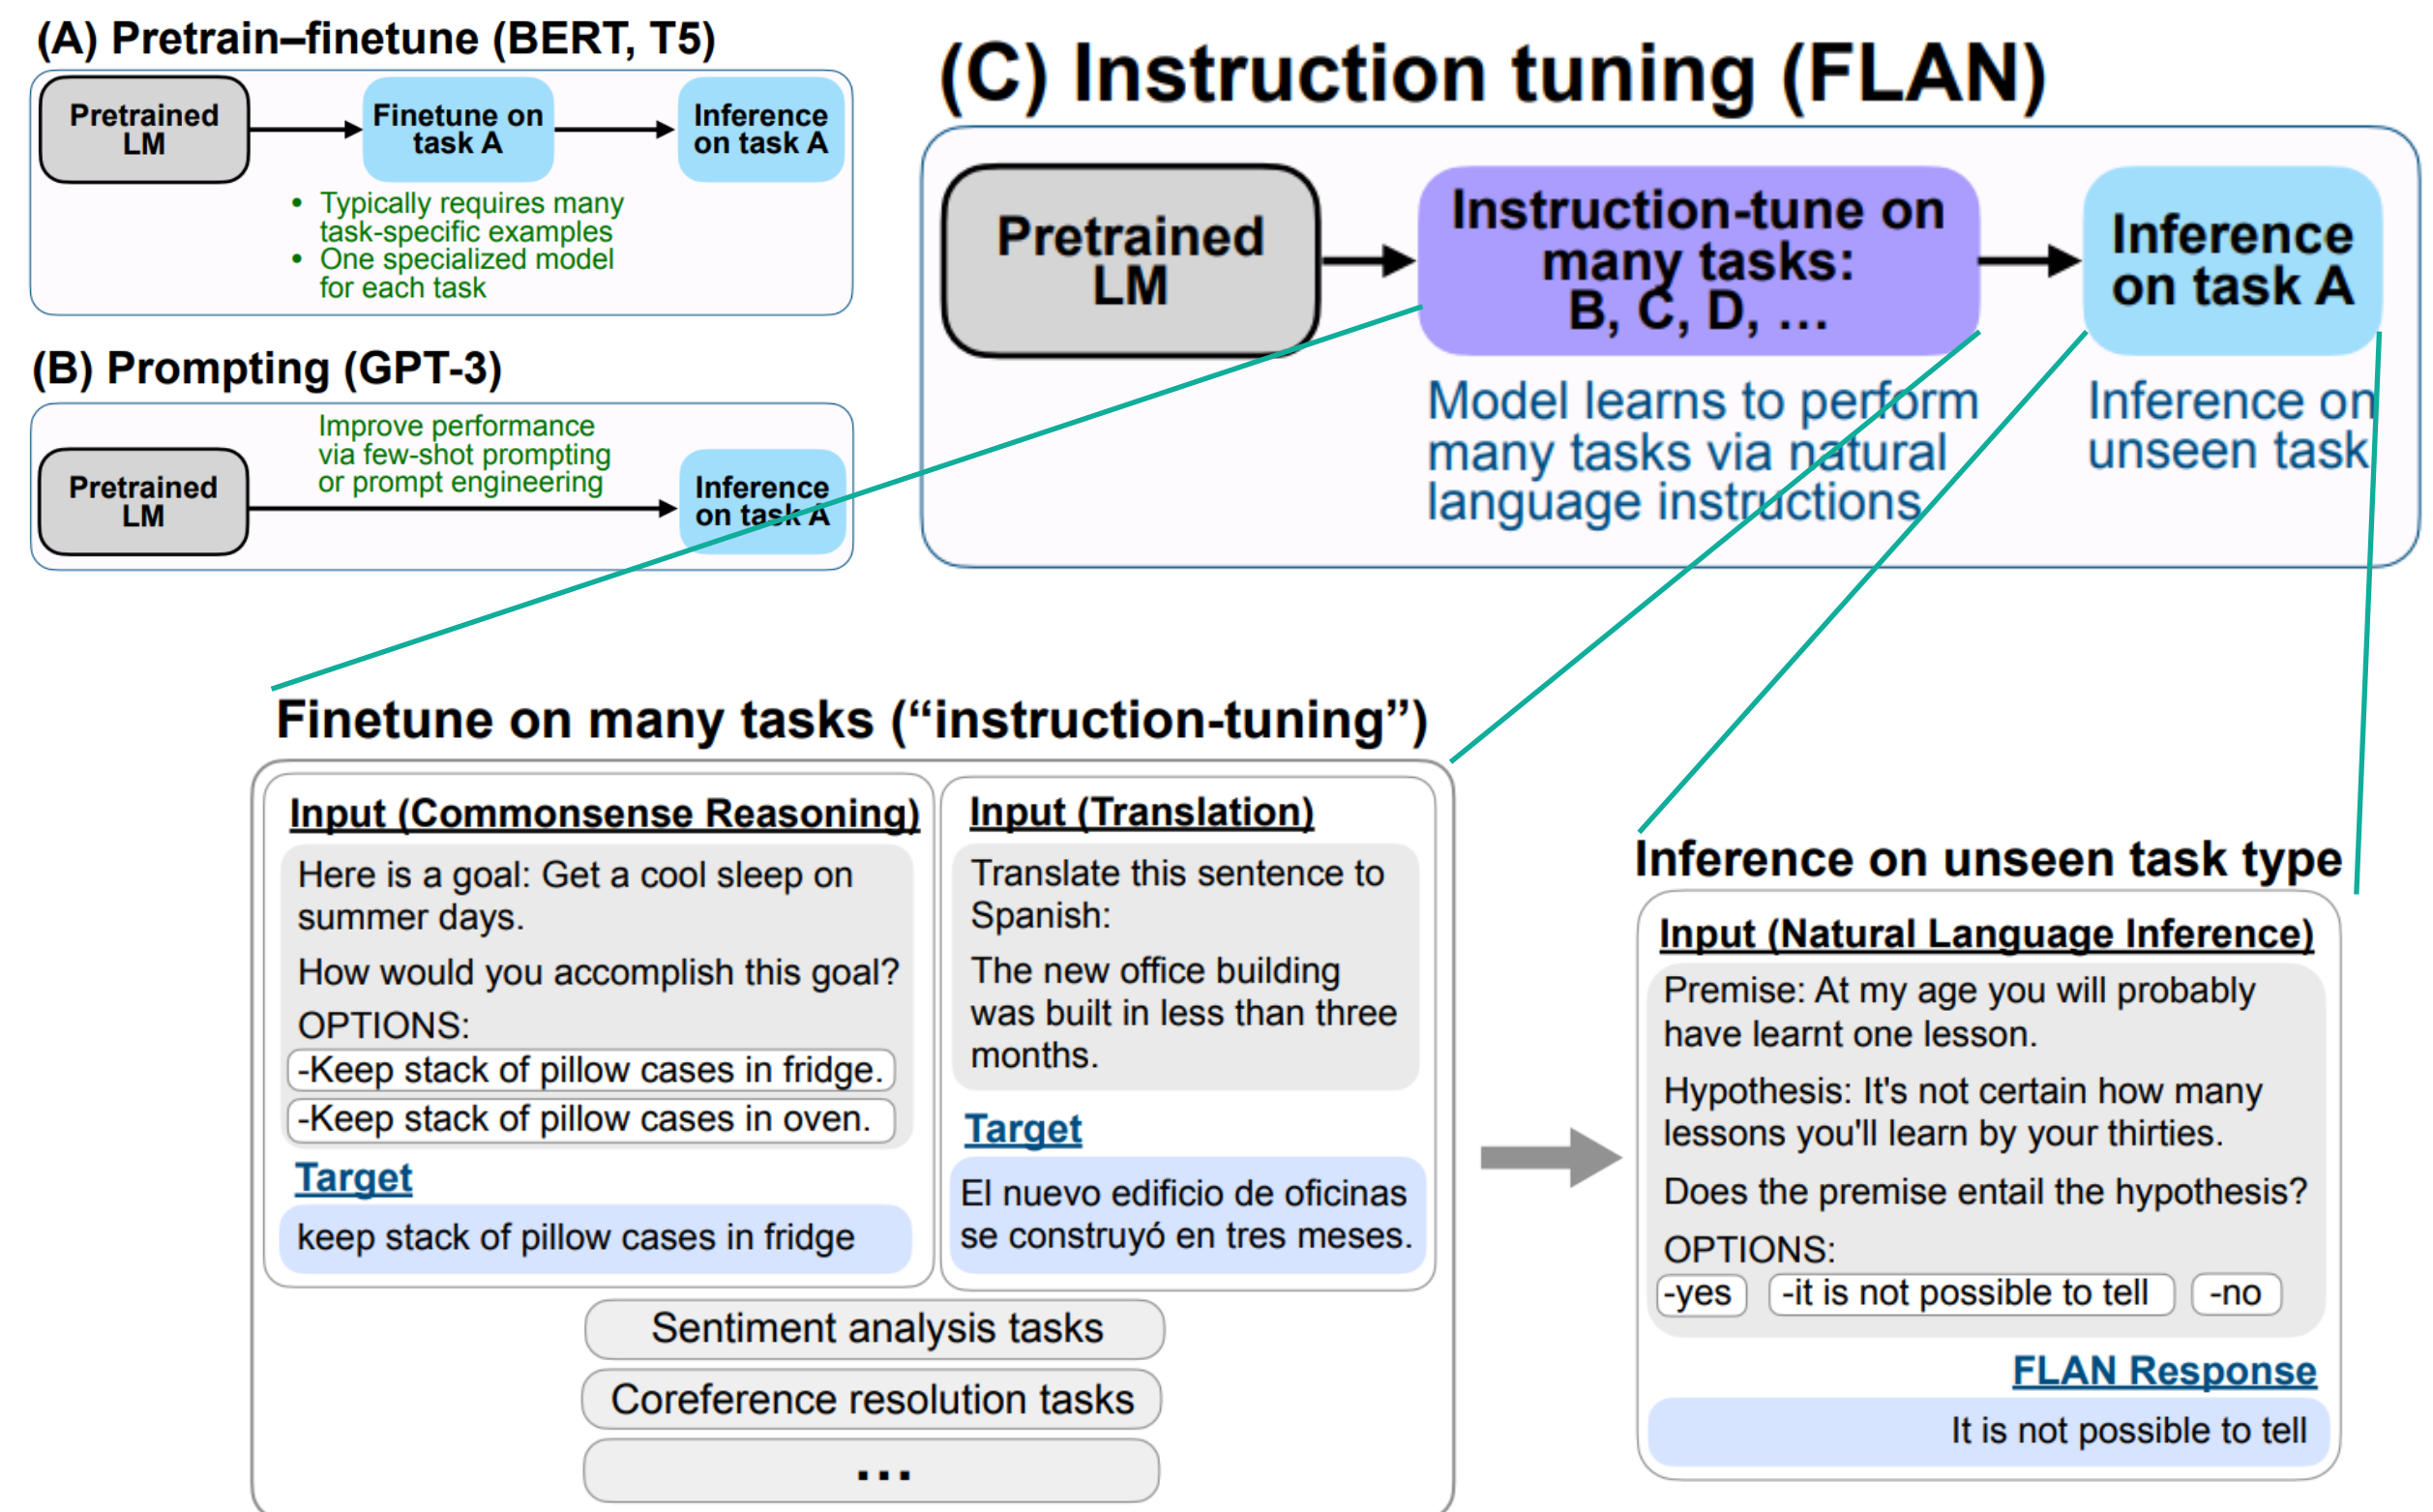 (A) Pretrain–finetune (BERT, T5)
Pretrained
LM
Finetune on
task A
Inference
on task A
• Typically requires many
task-specific examples
• One specialized model
for each task
(B) Prompting (GPT-3)
Pretrained
LM
Improve performance
via few-shot prompting
or prompt engineering
Inference
on task A
(C) Instruction tuning (FLAN)
Pretrained
LM
Instruction-tune on
many tasks:
B, C, D, …
Inference
on task A
Model learns to perform
many tasks via natural
language instructions
Inference on
unseen task
Finetune on many tasks (“instruction-tuning”)
Input (Commonsense Reasoning)
Here is a goal: Get a cool sleep on
summer days.
How would you accomplish this goal?
OPTIONS:
-Keep stack of pillow cases in fridge.
-Keep stack of pillow cases in oven.
Target
keep stack of pillow cases in fridge
Input (Translation)
Translate this sentence to
Spanish:
The new office building
was built in less than three
months.
Target
El nuevo edificio de oficinas
se construyó en tres meses.
Sentiment analysis tasks
Coreference resolution tasks
…
Inference on unseen task type
Input (Natural Language Inference)
Premise: At my age you will probably
have learnt one lesson.
Hypothesis: It's not certain how many
lessons you'll learn by your thirties.
Does the premise entail the hypothesis?
OPTIONS:
-yes -it is not possible to tell -no
FLAN Response
It is not possible to tell